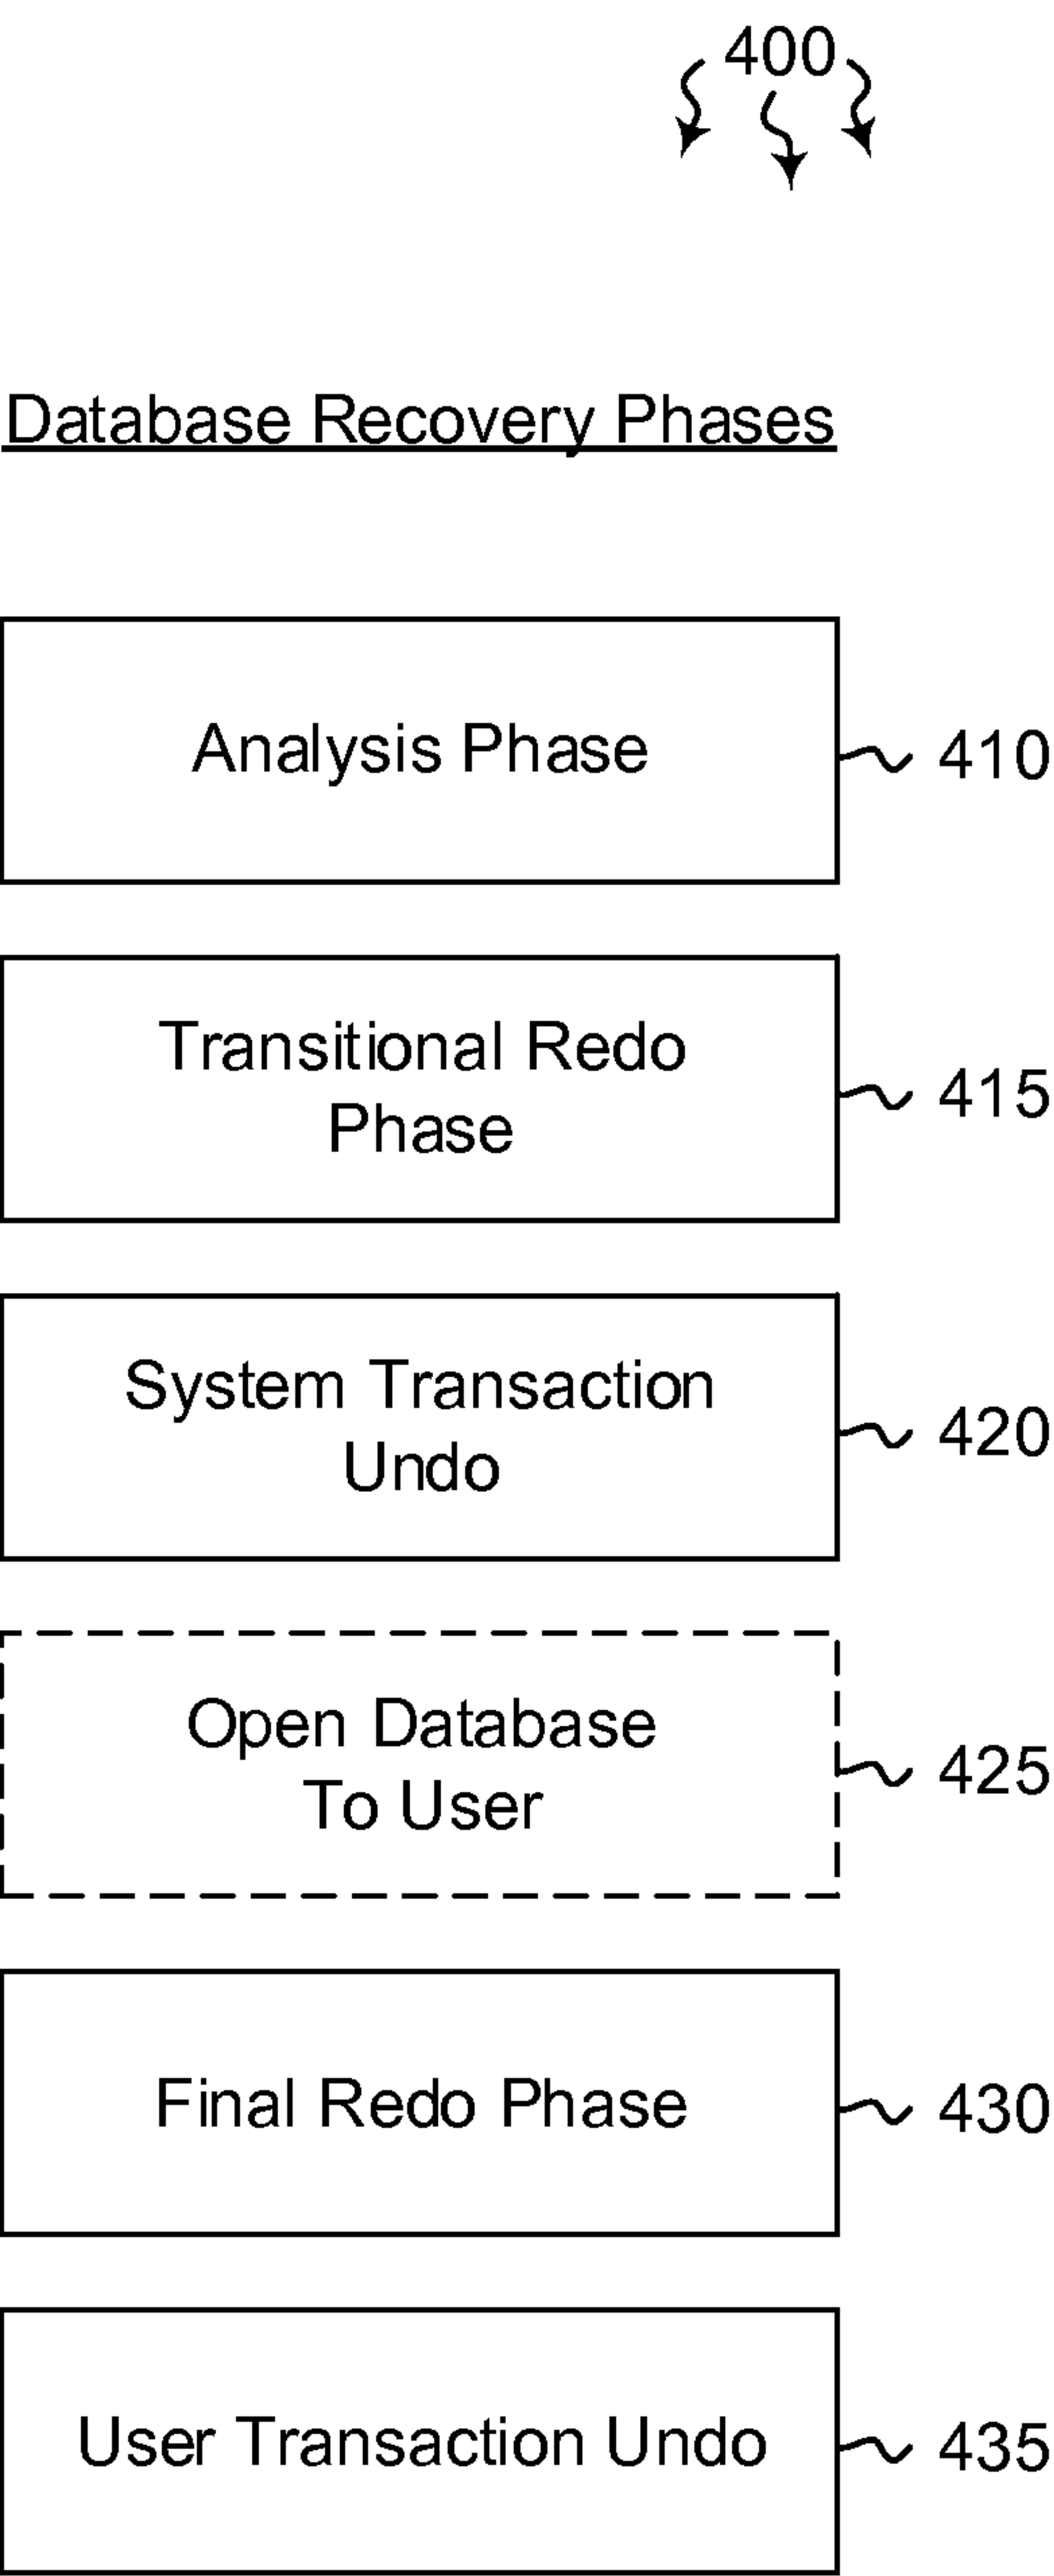 400
Database Recovery Phases
Analysis Phase
410
Transitional Redo
Phase
415
System Transaction
Undo
420
Open Database
To User
425
Final Redo Phase
430
User Transaction Undo
435